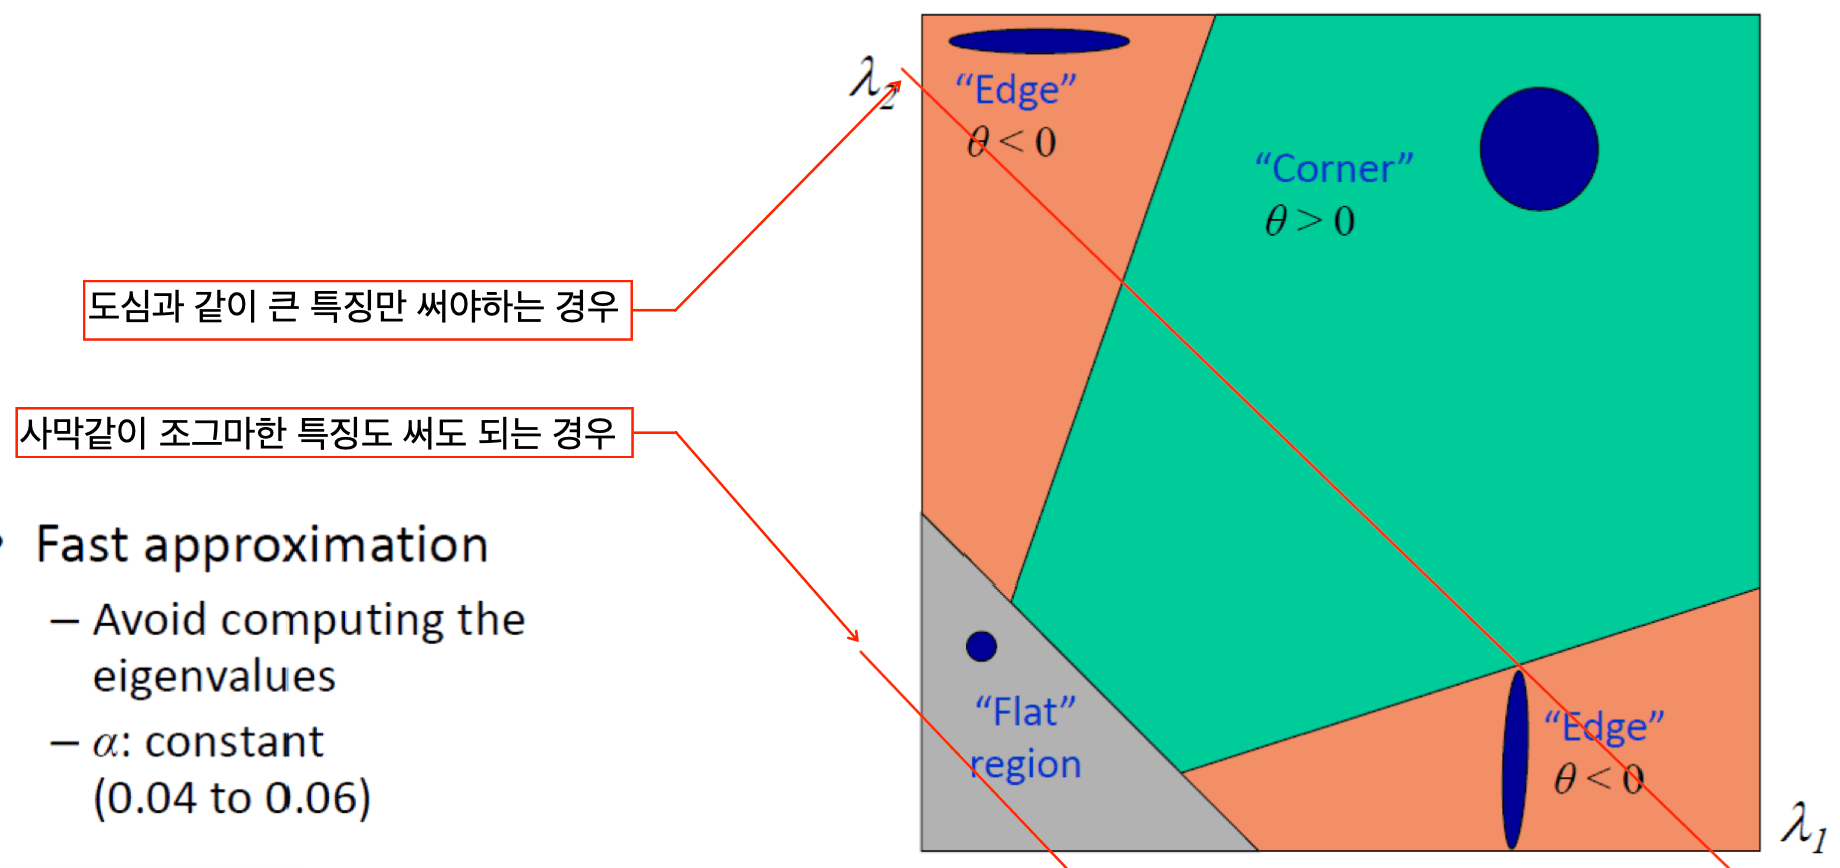 λ2
“Edge”
θ < 0
“Corner”
θ > 0
도심과 같이 큰 특징만 써야하는 경우
사막같이 조그마한 특징도 써도 되는 경우
• Fast approximation
– Avoid computing the
eigenvalues
– α: constant
(0.04 to 0.06)
“Flat”
region
“Edge”
θ < 0
λ1